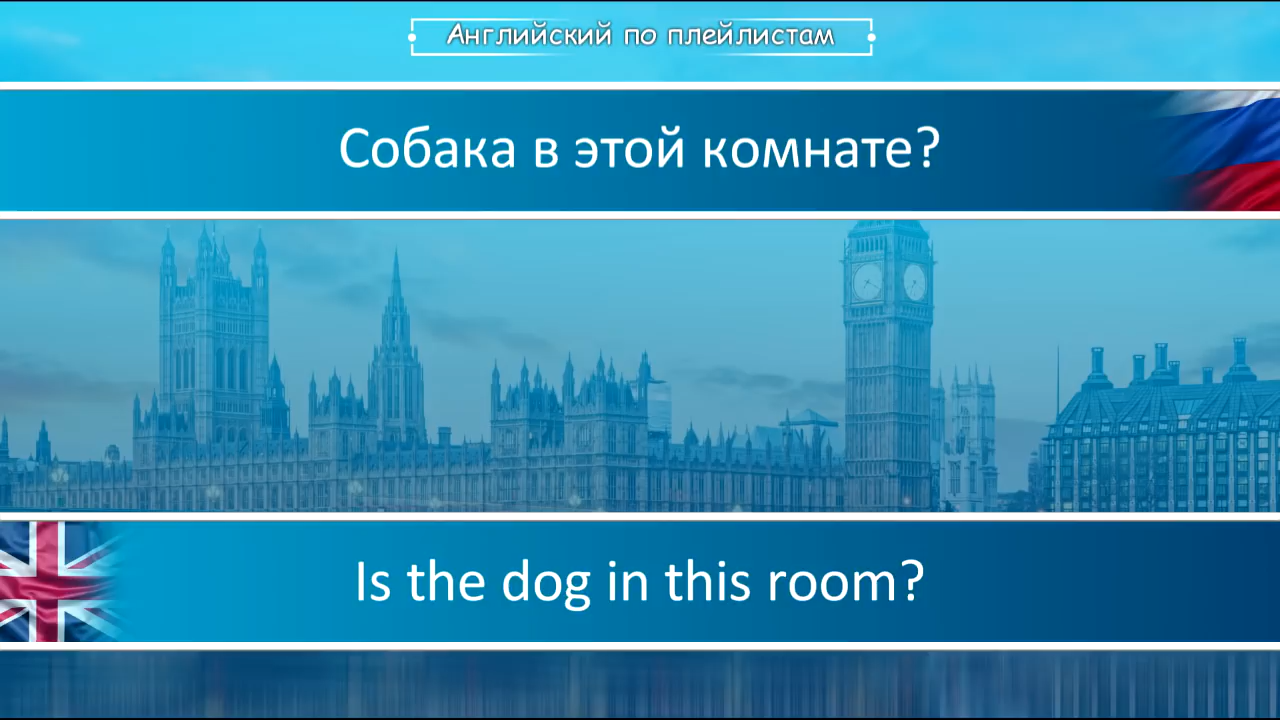 Английский по плейлистам
Собака в этой комнате?
Is the dog in this room?